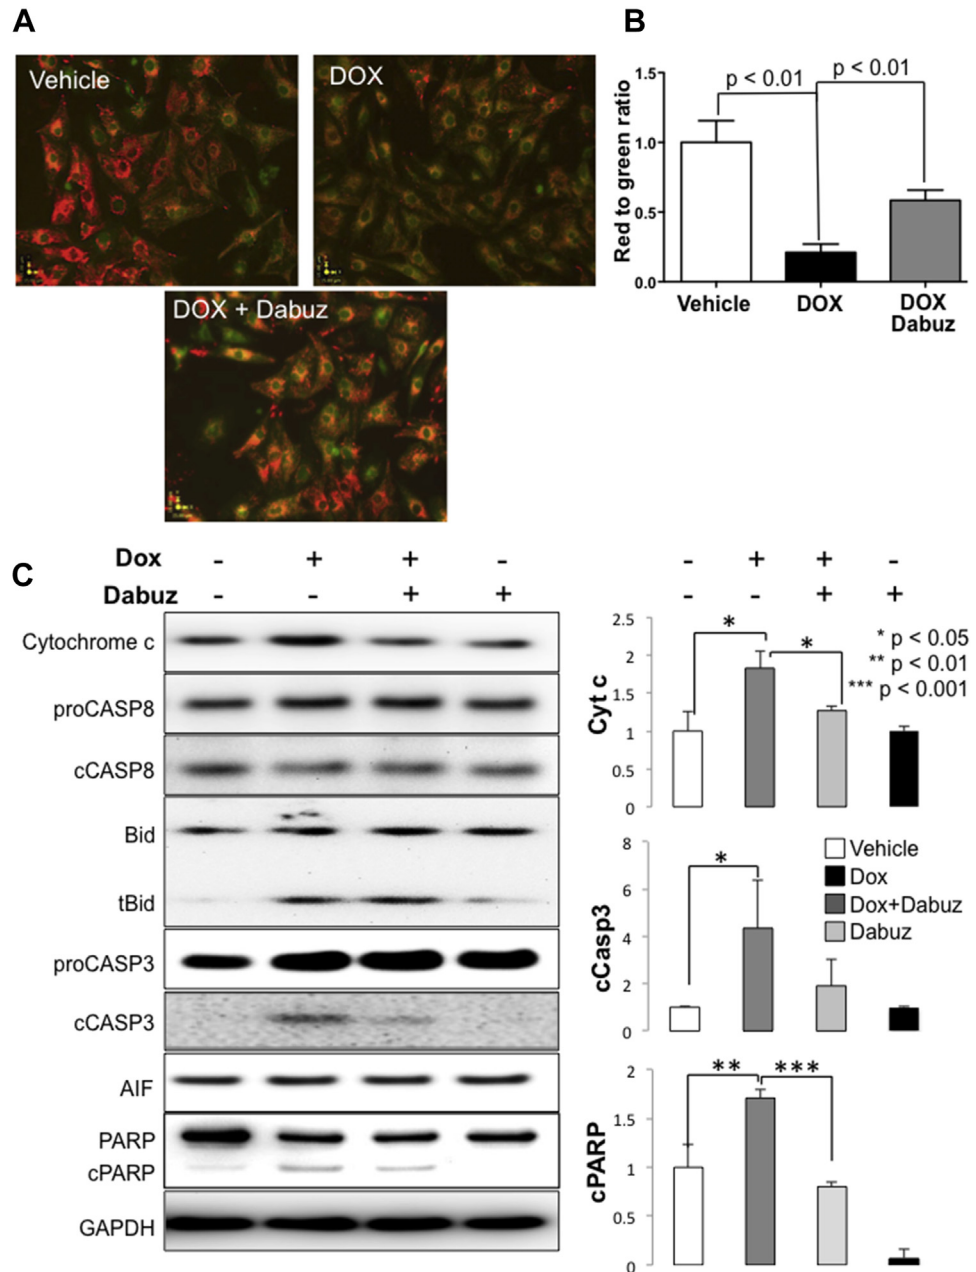 A
Vehicle
DOX
DOX + Dabuz
B
Red to green ratio
1.5
1.0
0.5
0.0
p < 0.01
p < 0.01
Vehicle
DOX
DOX
Dabuz
C
Dox - + + -
Dabuz - - + +
Cytochrome c
proCASP8
cCASP8
Bid
tBid
proCASP3
cCASP3
AIF
PARP
cPARP
GAPDH
- + + -
- - + +
Cyt c
2.5
2
1.5
1
0.5
0
*
*
* p < 0.05
** p < 0.01
*** p < 0.001
cCasp3
8
6
4
2
0
*
Vehicle
Dox
Dox+Dabuz
Dabuz
cPARP
2
1.5
1
0.5
0
** ***